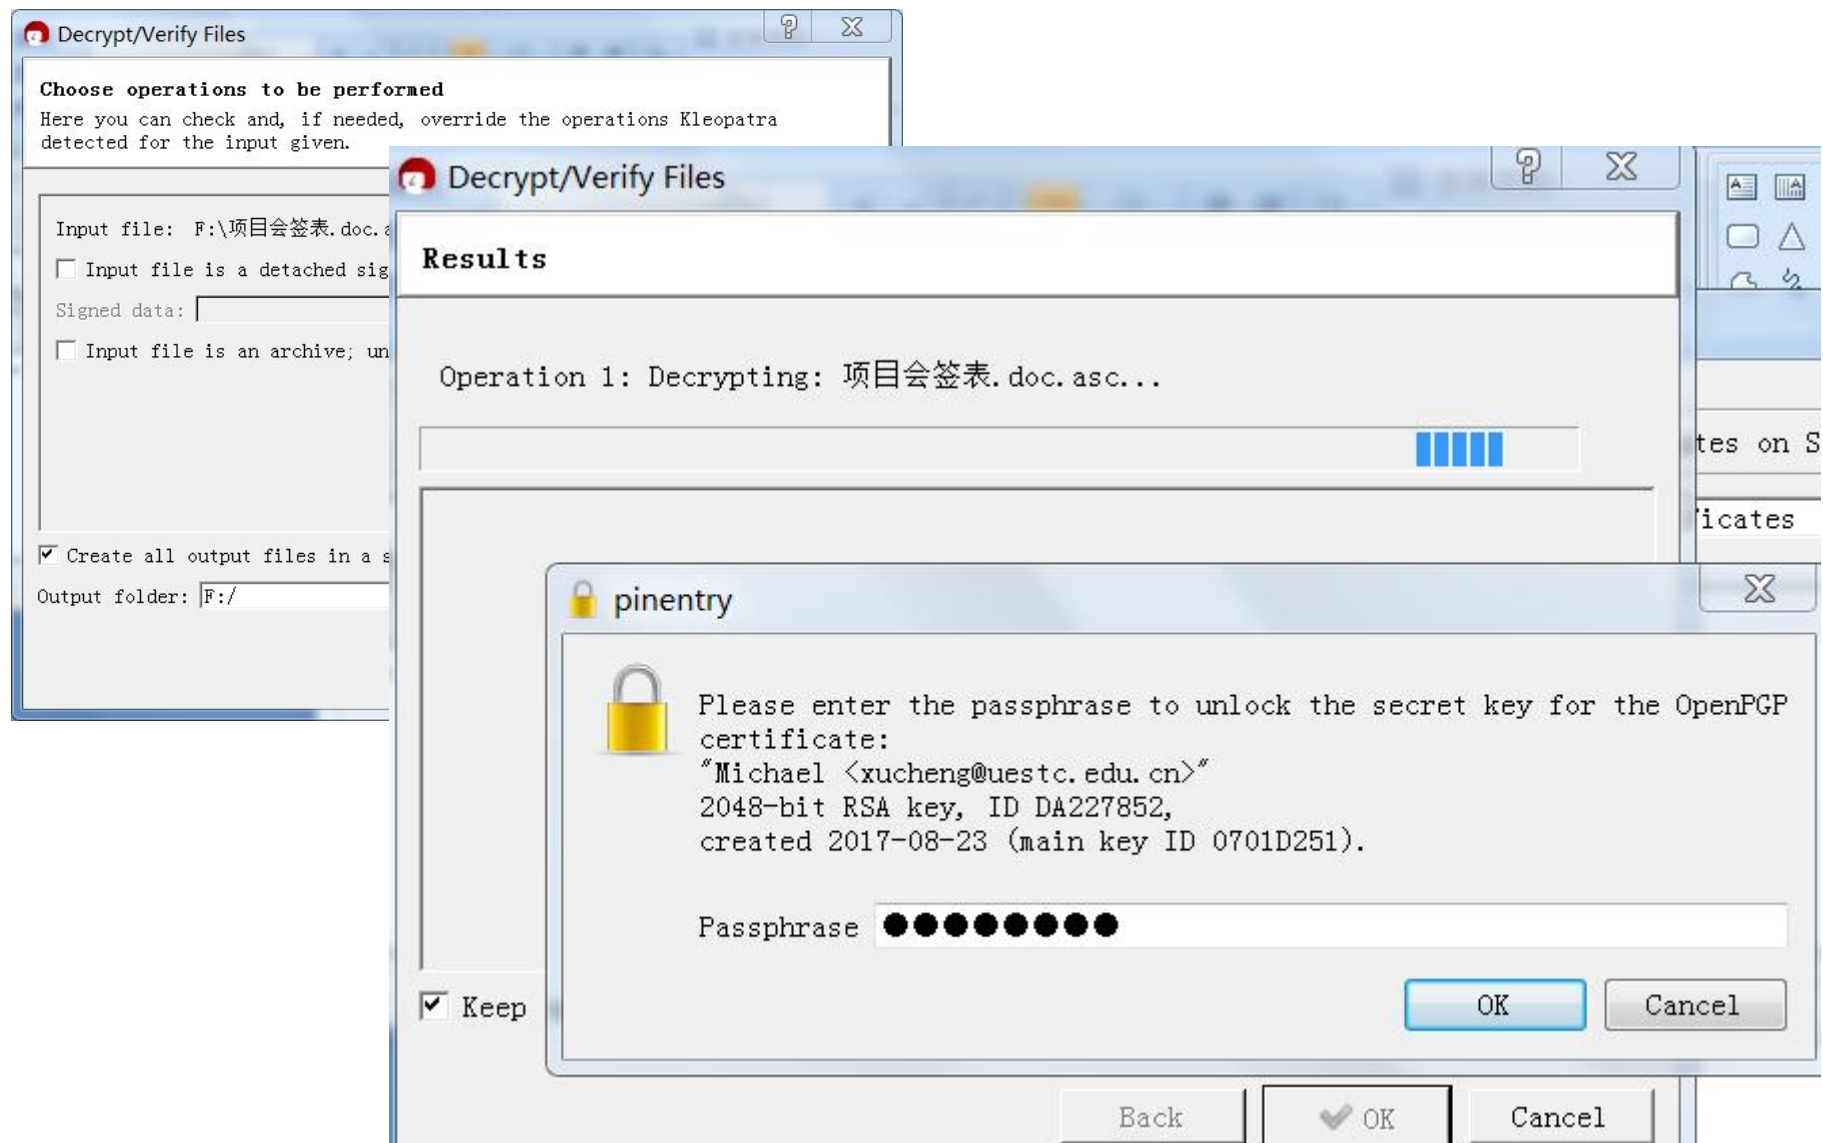 Decrypt/Verify Files
Choose operations to be performed
Here you can check and, if needed, override the operations Kleopatra
detected for the input given.
Input file: F:\项目会签表.doc.a
Input file is a detached sig
Signed data:
Input file is an archive; un
Create all output files in a s
Output folder: F:/
Decrypt/Verify Files
Results
Operation 1: Decrypting: 项目会签表.doc.asc...
Keep
Back
OK
Cancel
tes on S
icates
pinentry
Please enter the passphrase to unlock the secret key for the OpenPGP
certificate:
"Michael <xucheng@uestc.edu.cn>"
2048-bit RSA key, ID DA227852,
created 2017-08-23 (main key ID 0701D251).
Passphrase ●●●●●●●●
OK
Cancel